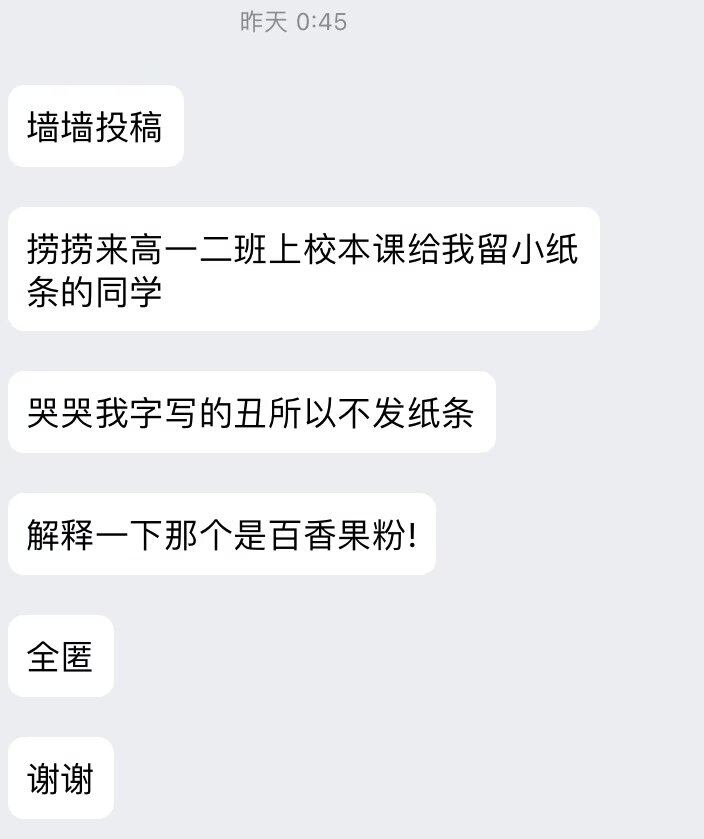 昨天 0:45
墙墙投稿
捞捞来高一二班上校本课给我留小纸
条的同学
哭哭我字写的丑所以不发纸条
解释一下那个是百香果粉!
全匿
谢谢